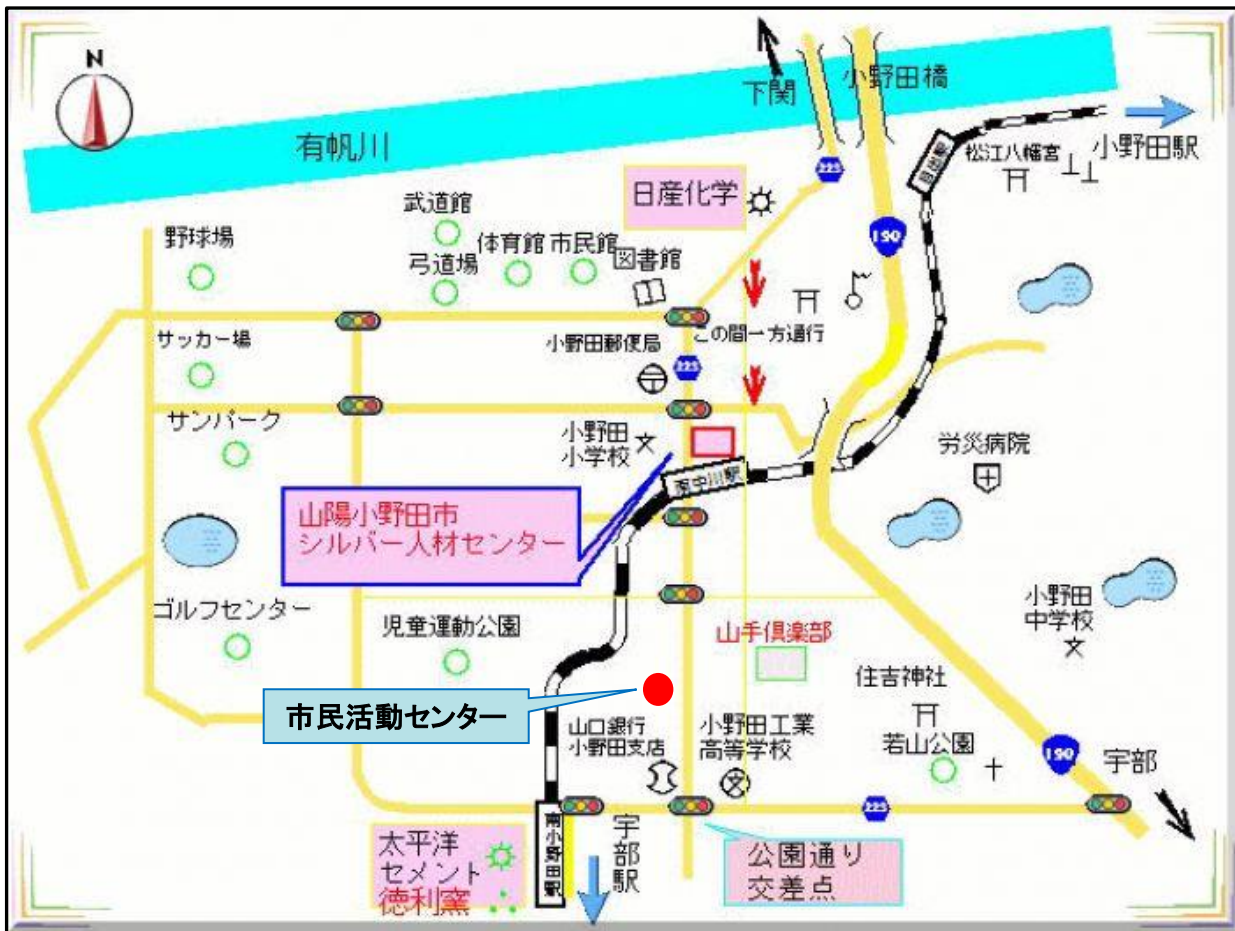 N
下関
小野田橋
有帆川
小野田駅
目出駅
松江八幡宮
日産化学
223
190
武道館
野球場
体育館
市民館
図書館
弓道場
この間一方通行
サッカー場
小野田郵便局
223
サンパーク
小野田
小学校
労災病院
南中川駅
山陽小野田市
シルバー人材センター
ゴルフセンター
児童運動公園
山手倶楽部
小野田
中学校
住吉神社
市民活動センター
山口銀行
小野田支店
小野田工業
高等学校
若山公園
190
宇部
223
南小野田駅
宇部駅
太平洋
セメント
徳利窯
公園通り
交差点